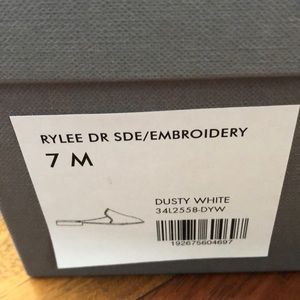 RYLEE DR SDE/EMBROIDERY
7 M
DUSTY WHITE
34L2558-DYW
192675604697